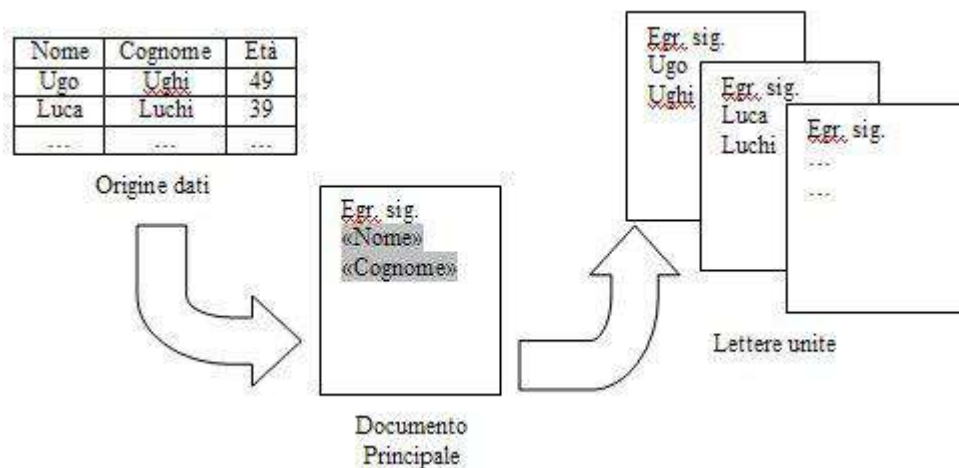 Nome Cognome Età
Ugo Ughi 49
Luca Luchi 39
... ... ...
Origine dati
Egr. sig.
«Nome»
«Cognome»
Documento
Principale
Egr. sig.
Ugo
Ughi
Egr. sig.
Luca
Luchi
Egr. sig.
...
...
Lettere unite